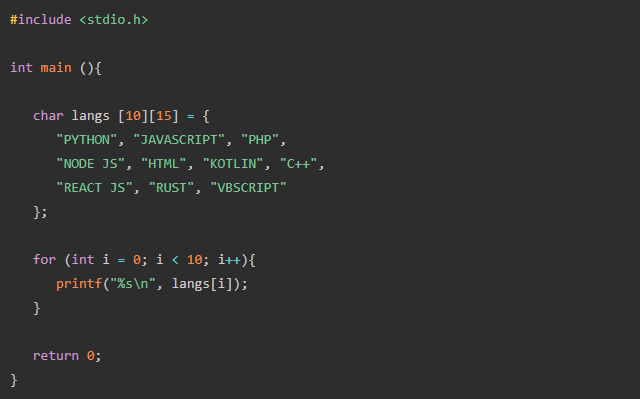 #include <stdio.h>
int main (){
char langs [10][15] = {
"PYTHON", "JAVASCRIPT", "PHP",
"NODE JS", "HTML", "KOTLIN", "C++",
"REACT JS", "RUST", "VBSCRIPT"
};
for (int i = 0; i < 10; i++){
printf("%s\n", langs[i]);
}
return 0;
}